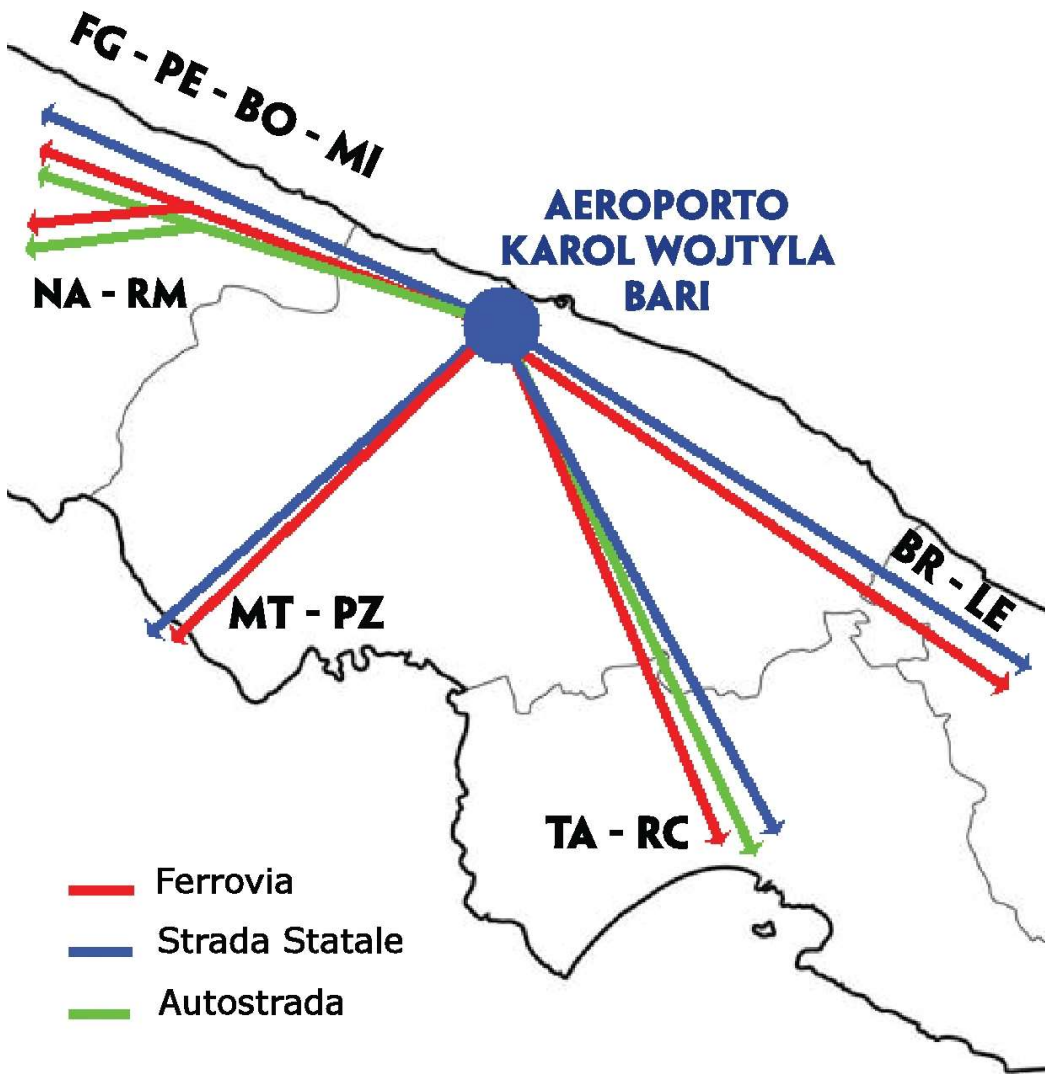 FG - PE - BO - MI
AEROPORTO
KAROL WOJTYLA
BARI
NA - RM
BR - LE
MT - PZ
TA - RC
Ferrovia
Strada Statale
Autostrada